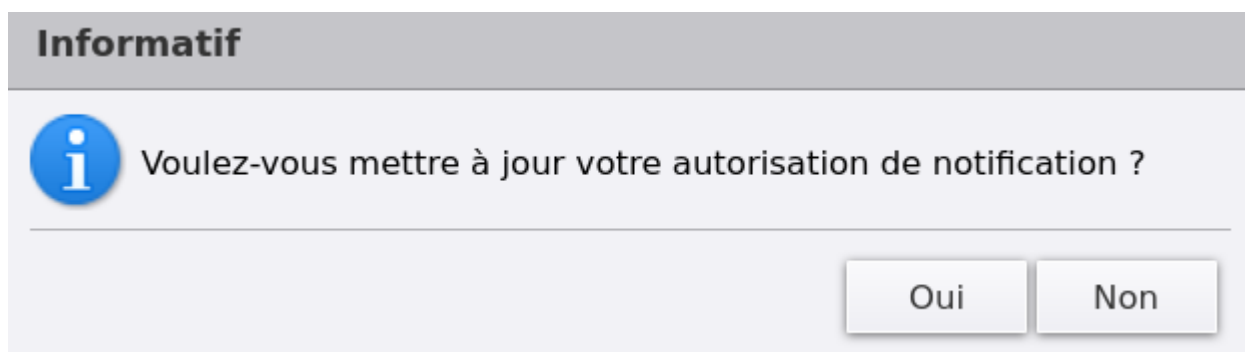 Informatif
Voulez-vous mettre à jour votre autorisation de notification ?
Oui Non